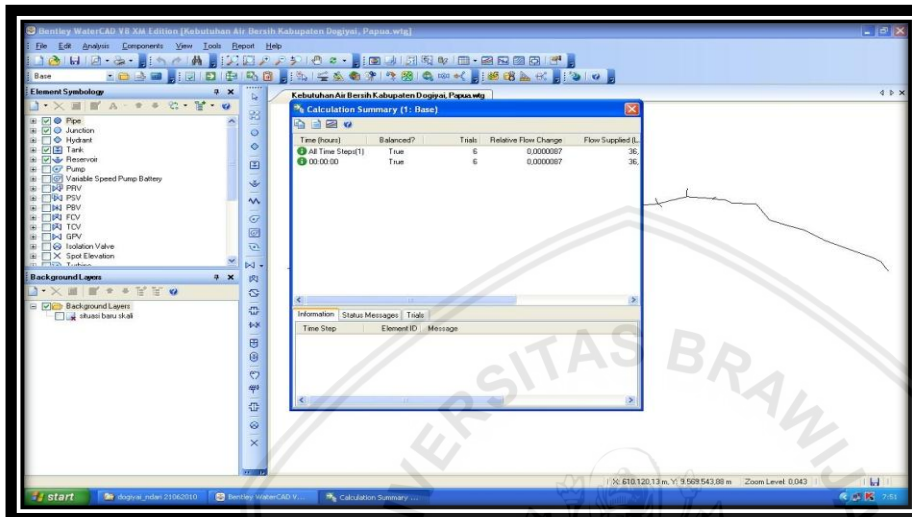 Bentley WaterCAD V8 XM Edition [Kebutuhan Air Bersih Kabupaten Dogiyai, Papua.wtg]
File Edit Analysis Components View Tools Report Help
Base
Element Symbology
Pipe
Junction
Hydrant
Tank
Reservoir
Pump
Variable Speed Pump Battery
PRV
PSV
PBV
FCV
TCV
GPV
Isolation Valve
Spot Elevation
Turbine
Background Layers
Background Layers
situasi baru skali
Kebutuhan Air Bersih Kabupaten Dogiyai, Papua.wtg
Calculation Summary (1: Base)
Time (hours) Balanced? Trials Relative Flow Change Flow Supplied (L
All Time Steps(1) True 6 0,0000087 36,
00:00:00 True 6 0,0000087 36,
Information Status Messages Trials
Time Step Element ID Message
VERSITAS BRAWIJ
X: 610.120,13 m, Y: 9.569.543,88 m Zoom Level: 0,043
start dogiyai_ndari 21062010 Bentley WaterCAD V... Calculation Summary ... 7:51